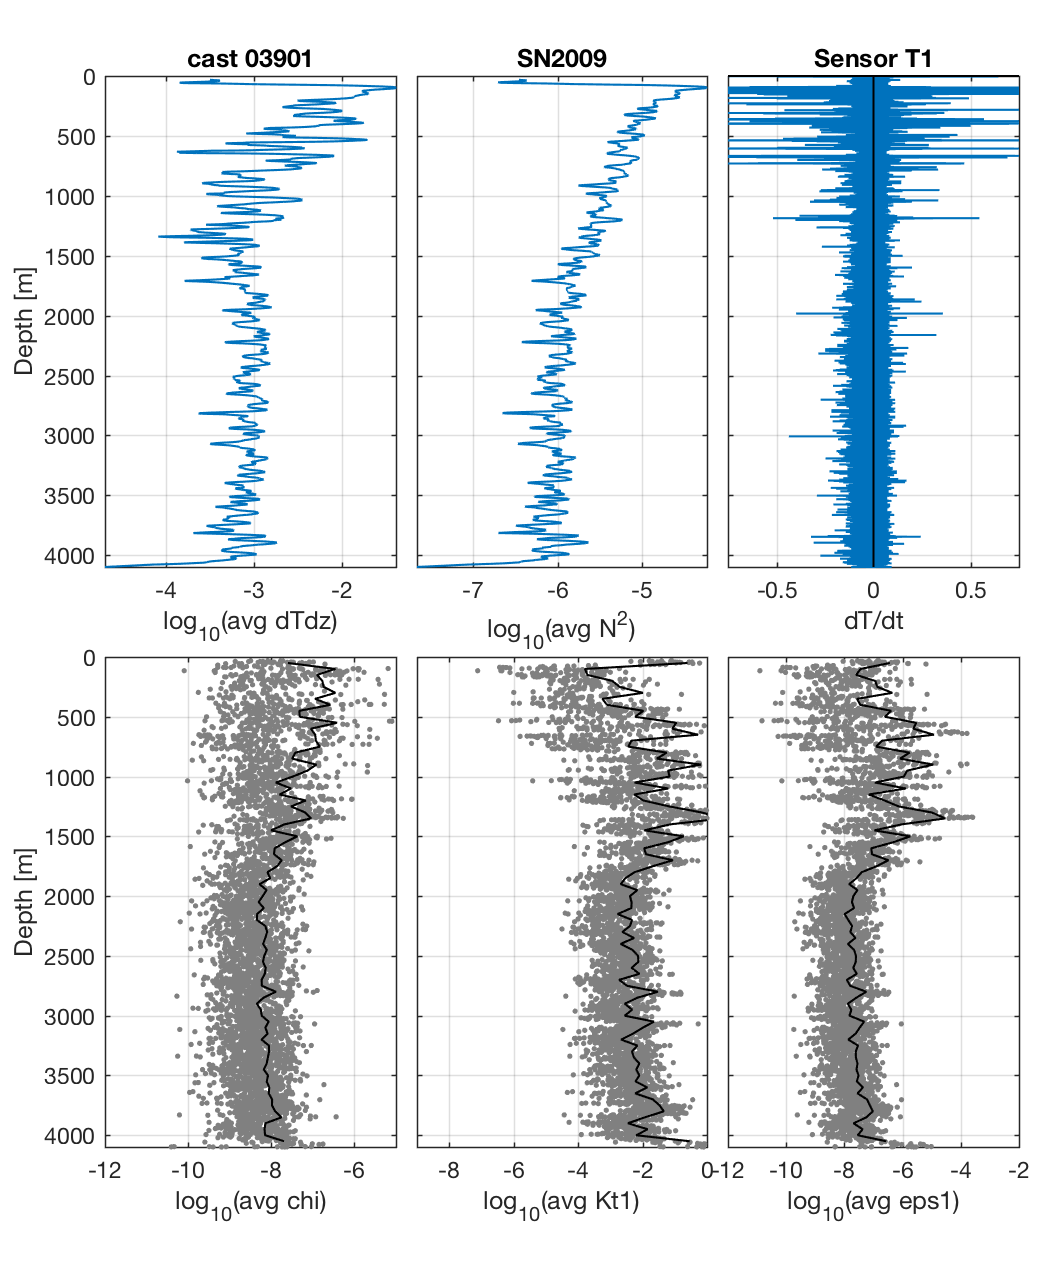 cast 03901
SN2009
Sensor T1
0
500
1000
1500
2000
2500
3000
3500
4000
Depth [m]
-4 -3 -2
-7 -6 -5
-0.5 0 0.5
log10(avg dTdz)
log10(avg N2)
dT/dt
0
500
1000
1500
2000
2500
3000
3500
4000
Depth [m]
-12 -10 -8 -6
-8 -6 -4 -2 0
-12 -10 -8 -6 -4 -2
log10(avg chi)
log10(avg Kt1)
log10(avg eps1)